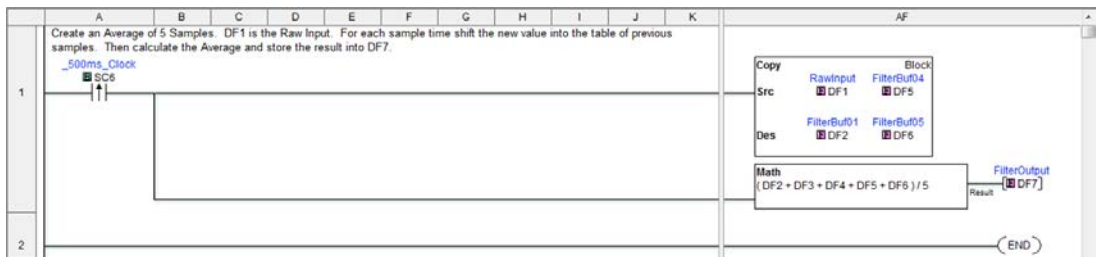 A B C D E F G H I J K AF
Create an Average of 5 Samples. DF1 is the Raw Input. For each sample time shift the new value into the table of previous
samples. Then calculate the Average and store the result into DF7.
_500ms_Clock
SC6
1
Copy Block
RawInput FilterBuf04
Src DF1 DF5
FilterBuf01 FilterBuf05
Des DF2 DF6
Math
( DF2 + DF3 + DF4 + DF5 + DF6 ) / 5
FilterOutput
Result DF7
2
END